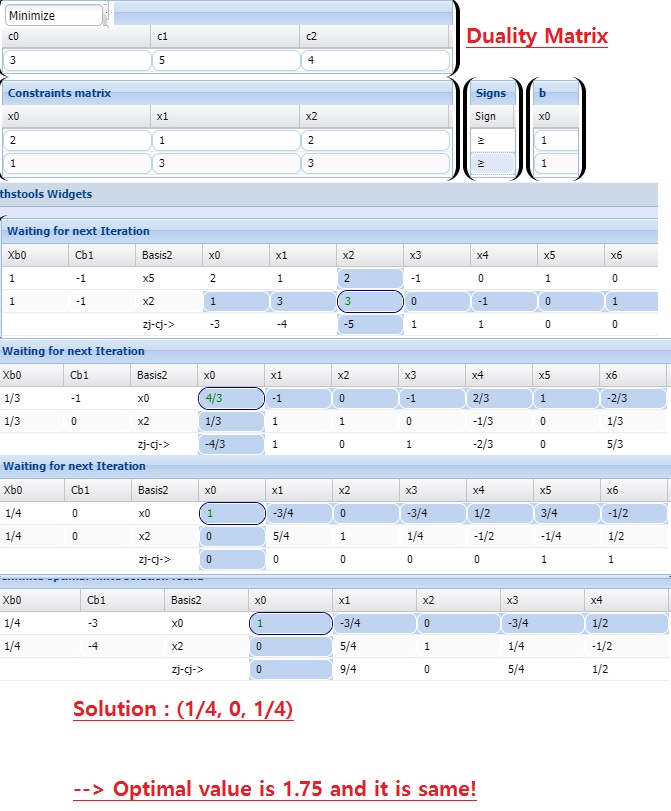 Minimize
c0 c1 c2
3 5 4
Duality Matrix
Constraints matrix Signs b
x0 x1 x2 Sign x0
2 1 2 ≥ 1
1 3 3 ≥ 1
thstools Widgets
Waiting for next Iteration
Xb0 Cb1 Basis2 x0 x1 x2 x3 x4 x5 x6
1 -1 x5 2 1 2 -1 0 1 0
1 -1 x2 1 3 3 0 -1 0 1
zj-cj-> -3 -4 -5 1 1 0 0
Waiting for next Iteration
Xb0 Cb1 Basis2 x0 x1 x2 x3 x4 x5 x6
1/3 -1 x0 4/3 -1 0 -1 2/3 1 -2/3
1/3 0 x2 1/3 1 1 0 -1/3 0 1/3
zj-cj-> -4/3 1 0 1 -2/3 0 5/3
Waiting for next Iteration
Xb0 Cb1 Basis2 x0 x1 x2 x3 x4 x5 x6
1/4 0 x0 1 -3/4 0 -3/4 1/2 3/4 -1/2
1/4 0 x2 0 5/4 1 1/4 -1/2 -1/4 1/2
zj-cj-> 0 0 0 0 0 1 1
Xb0 Cb1 Basis2 x0 x1 x2 x3 x4
1/4 -3 x0 1 -3/4 0 -3/4 1/2
1/4 -4 x2 0 5/4 1 1/4 -1/2
zj-cj-> 0 9/4 0 5/4 1/2
Solution : (1/4, 0, 1/4)
--> Optimal value is 1.75 and it is same!